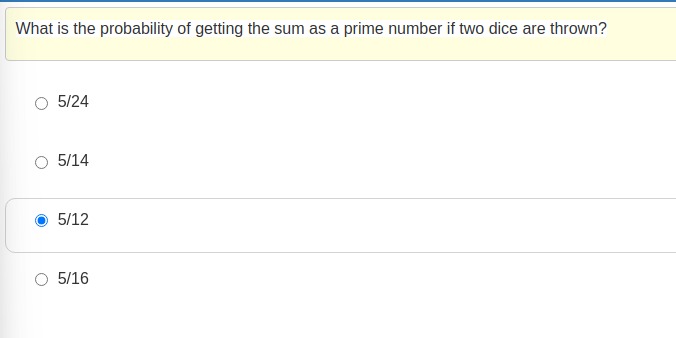 What is the probability of getting the sum as a prime number if two dice are thrown?
5/24
5/14
5/12
5/16